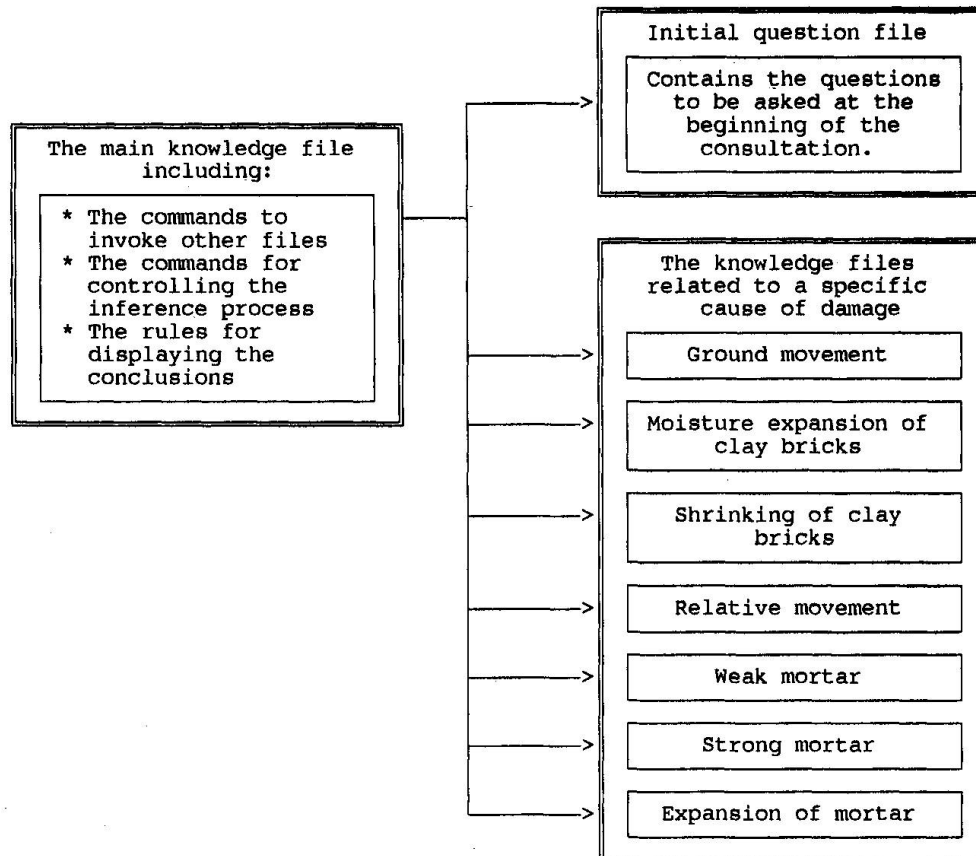 Initial question file
Contains the questions
to be asked at the
beginning of the
consultation.
The main knowledge file
including:
* The commands to
invoke other files
* The commands for
controlling the
inference process
* The rules for
displaying the
conclusions
The knowledge files
related to a specific
cause of damage
Ground movement
Moisture expansion of
clay bricks
Shrinking of clay
bricks
Relative movement
Weak mortar
Strong mortar
Expansion of mortar